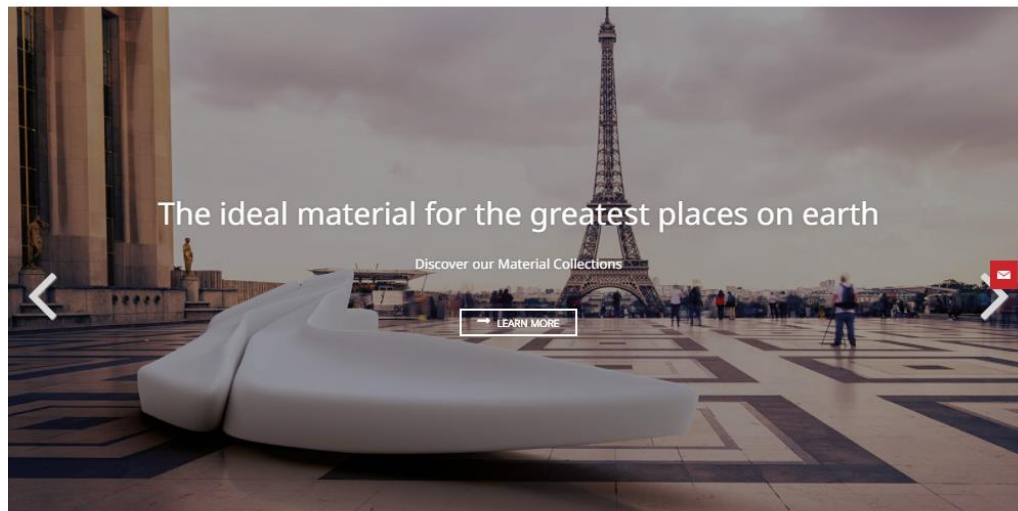 The ideal material for the greatest places on earth
Discover our Material Collections
LEARN MORE